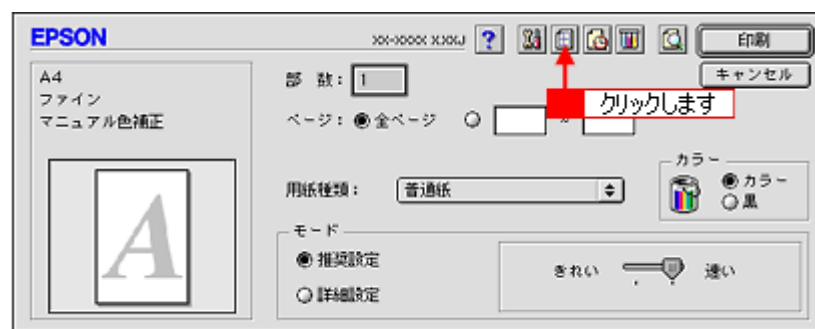 EPSON
XX-XXXX X.XXJ
?
印刷
キャンセル
クリックします
A4
ファイン
マニュアル色補正
部 数: 1
ページ: 全ページ ~
用紙種類: 普通紙
カラー
カラー
黒
モード
推奨設定
詳細設定
きれい 速い
A